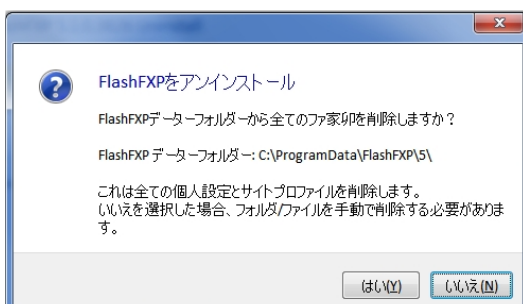 FlashFXPをアンインストール
FlashFXPデーターフォルダーから全てのファ家卯を削除しますか？
FlashFXP データーフォルダー: C:\ProgramData\FlashFXP\5\
これは全ての個人設定とサイトプロファイルを削除します。
いいえを選択した場合、フォルダ/ファイルを手動で削除する必要がありま
す。
はい(Y)
いいえ(N)